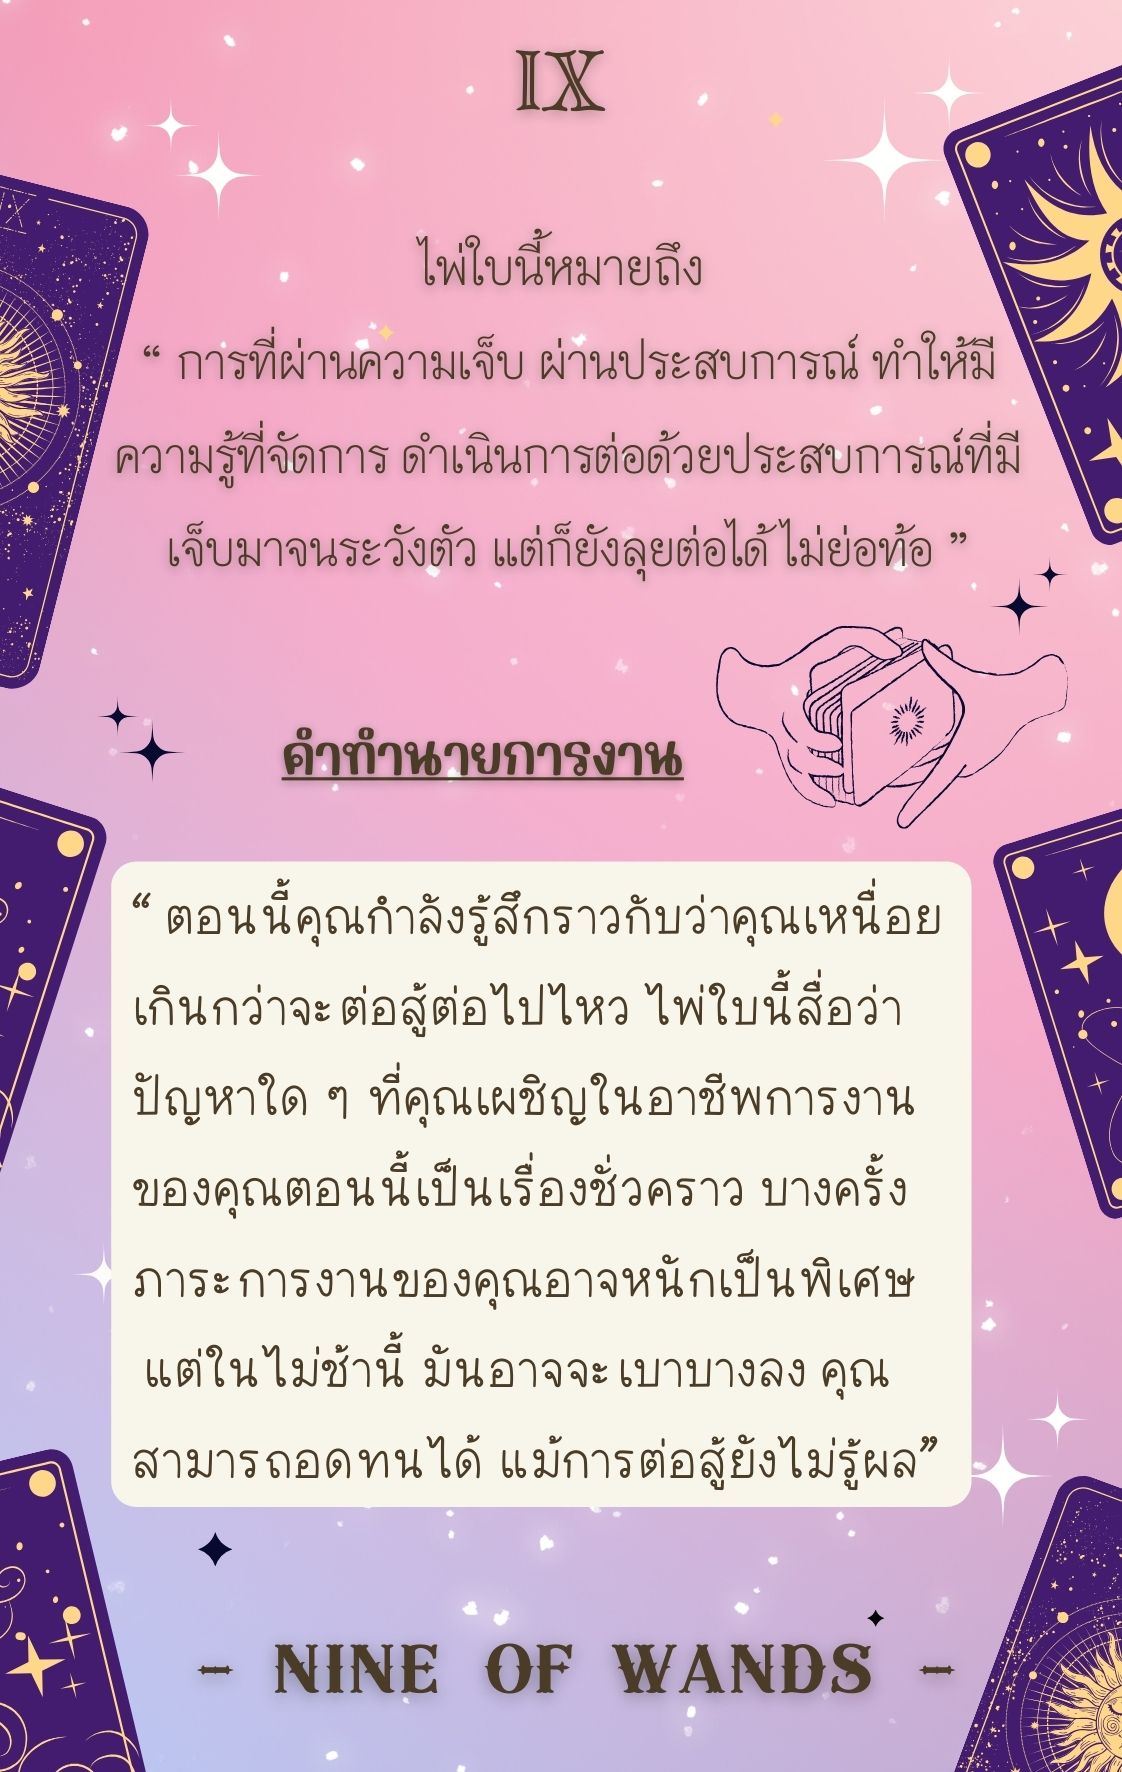 IX
ไพ่ใบนี้หมายถึง
“ การที่ผ่านความเจ็บ ผ่านประสบการณ์ ทำให้มี
ความรู้ที่จัดการ ดำเนินการต่อด้วยประสบการณ์ที่มี
เจ็บมาจนระวังตัว แต่ก็ยังลุยต่อได้ ไม่ย่อท้อ ”
คำทำนายการงาน
“ ตอนนี้คุณกำลังรู้สึกราวกับว่าคุณเหนื่อย
เกินกว่าจะต่อสู้ต่อไปไหว ไพ่ใบนี้สื่อว่า
ปัญหาใด ๆ ที่คุณเผชิญในอาชีพการงาน
ของคุณตอนนี้เป็นเรื่องชั่วคราว บางครั้ง
ภาระการงานของคุณอาจหนักเป็นพิเศษ
แต่ในไม่ช้านี้ มันอาจจะเบาบางลง คุณ
สามารถอดทนได้ แม้การต่อสู้ยังไม่รู้ผล”
- NINE OF WANDS -